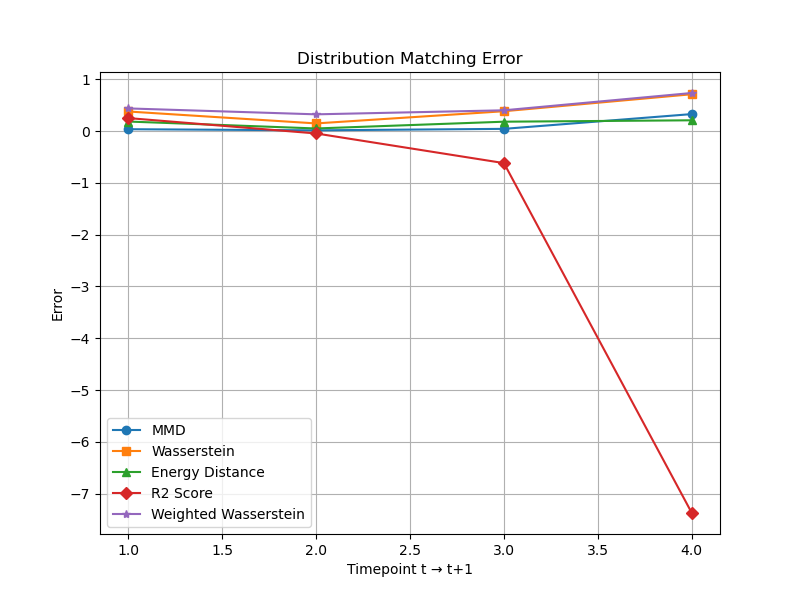 Distribution Matching Error
1
0
−1
−2
−3
−4
−5
−6
−7
Error
MMD
Wasserstein
Energy Distance
R2 Score
Weighted Wasserstein
1.0 1.5 2.0 2.5 3.0 3.5 4.0
Timepoint t → t+1